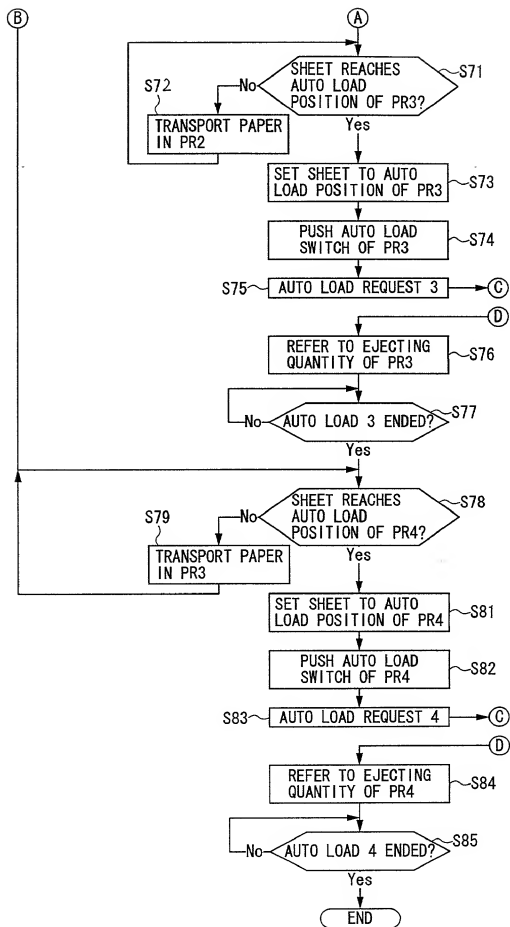 B
A
SHEET REACHES
AUTO LOAD
POSITION OF PR3?
S71
No
S72
TRANSPORT PAPER
IN PR2
Yes
SET SHEET TO AUTO
LOAD POSITION OF PR3
S73
PUSH AUTO LOAD
SWITCH OF PR3
S74
S75
AUTO LOAD REQUEST 3
C
D
REFER TO EJECTING
QUANTITY OF PR3
S76
S77
No
AUTO LOAD 3 ENDED?
Yes
SHEET REACHES
AUTO LOAD
POSITION OF PR4?
S78
No
S79
TRANSPORT PAPER
IN PR3
Yes
SET SHEET TO AUTO
LOAD POSITION OF PR4
S81
PUSH AUTO LOAD
SWITCH OF PR4
S82
S83
AUTO LOAD REQUEST 4
C
D
REFER TO EJECTING
QUANTITY OF PR4
S84
S85
No
AUTO LOAD 4 ENDED?
Yes
END